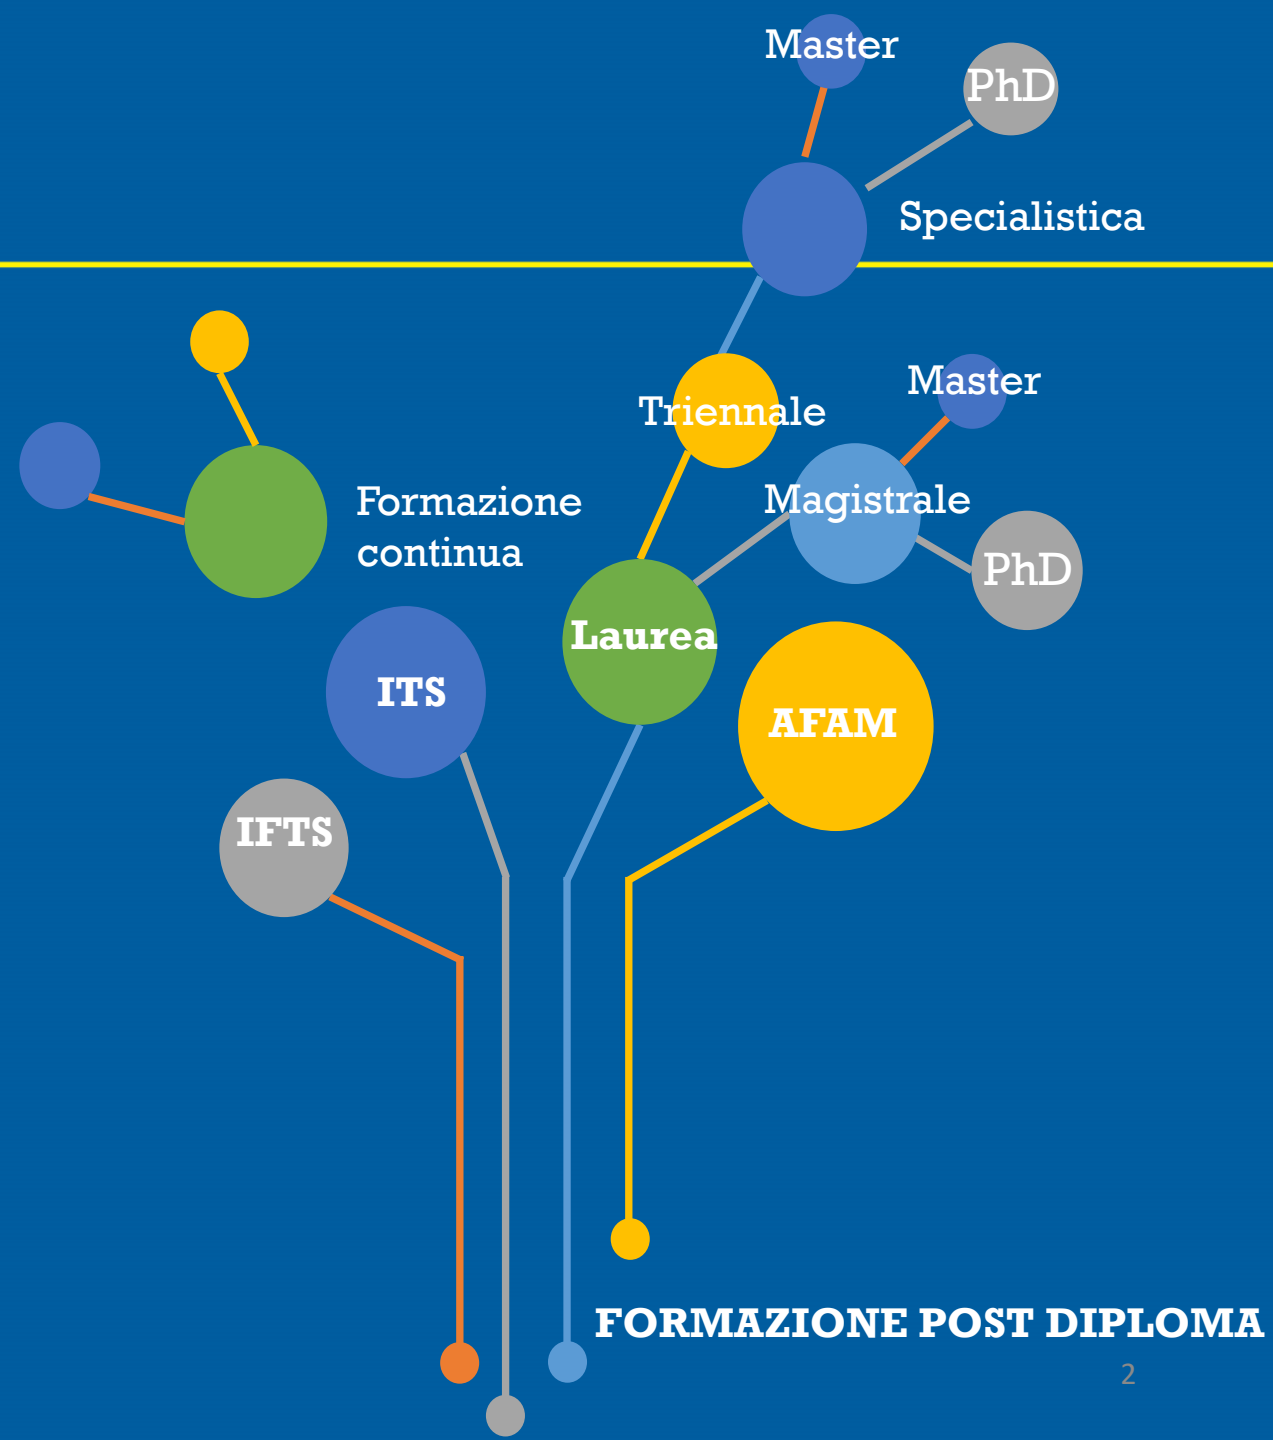 Master
PhD
Specialistica
Triennale
Master
Magistrale
Formazione
continua
PhD
Laurea
ITS
AFAM
IFTS
FORMAZIONE POST DIPLOMA
2